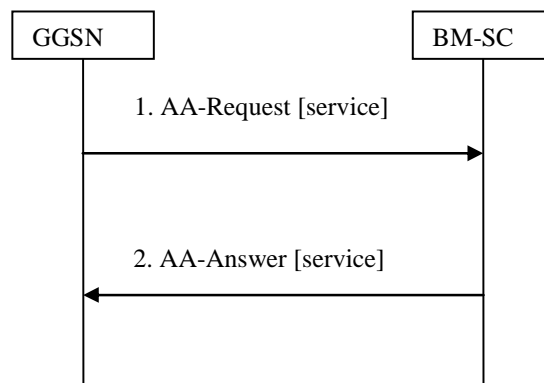 GGSN
BM-SC
1. AA-Request [service]
2. AA-Answer [service]